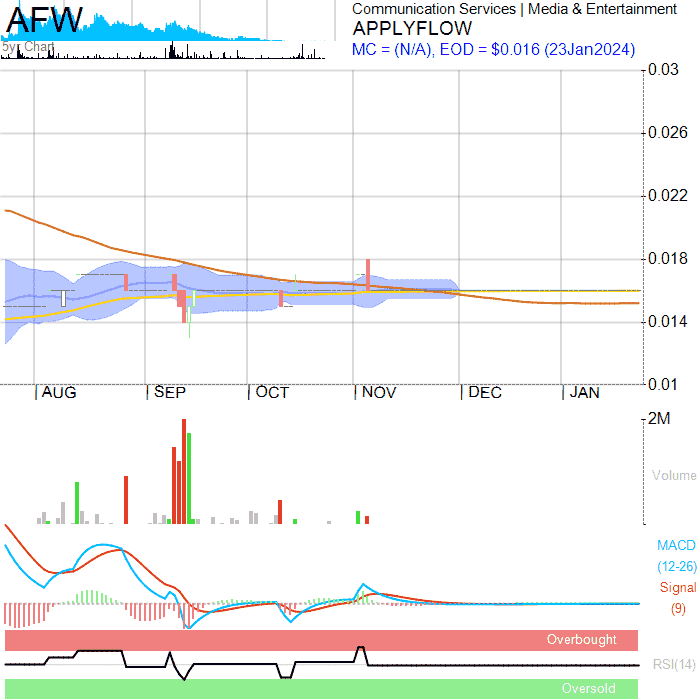 AFW
5yr Chart
Communication Services | Media & Entertainment
APPLYFLOW
MC = (N/A), EOD = $0.016 (23Jan2024)
0.03
0.026
0.022
0.018
0.014
0.01
AUG SEP OCT NOV DEC JAN
2M
Volume
MACD
(12-26)
Signal
(9)
Overbought
RSI(14)
Oversold